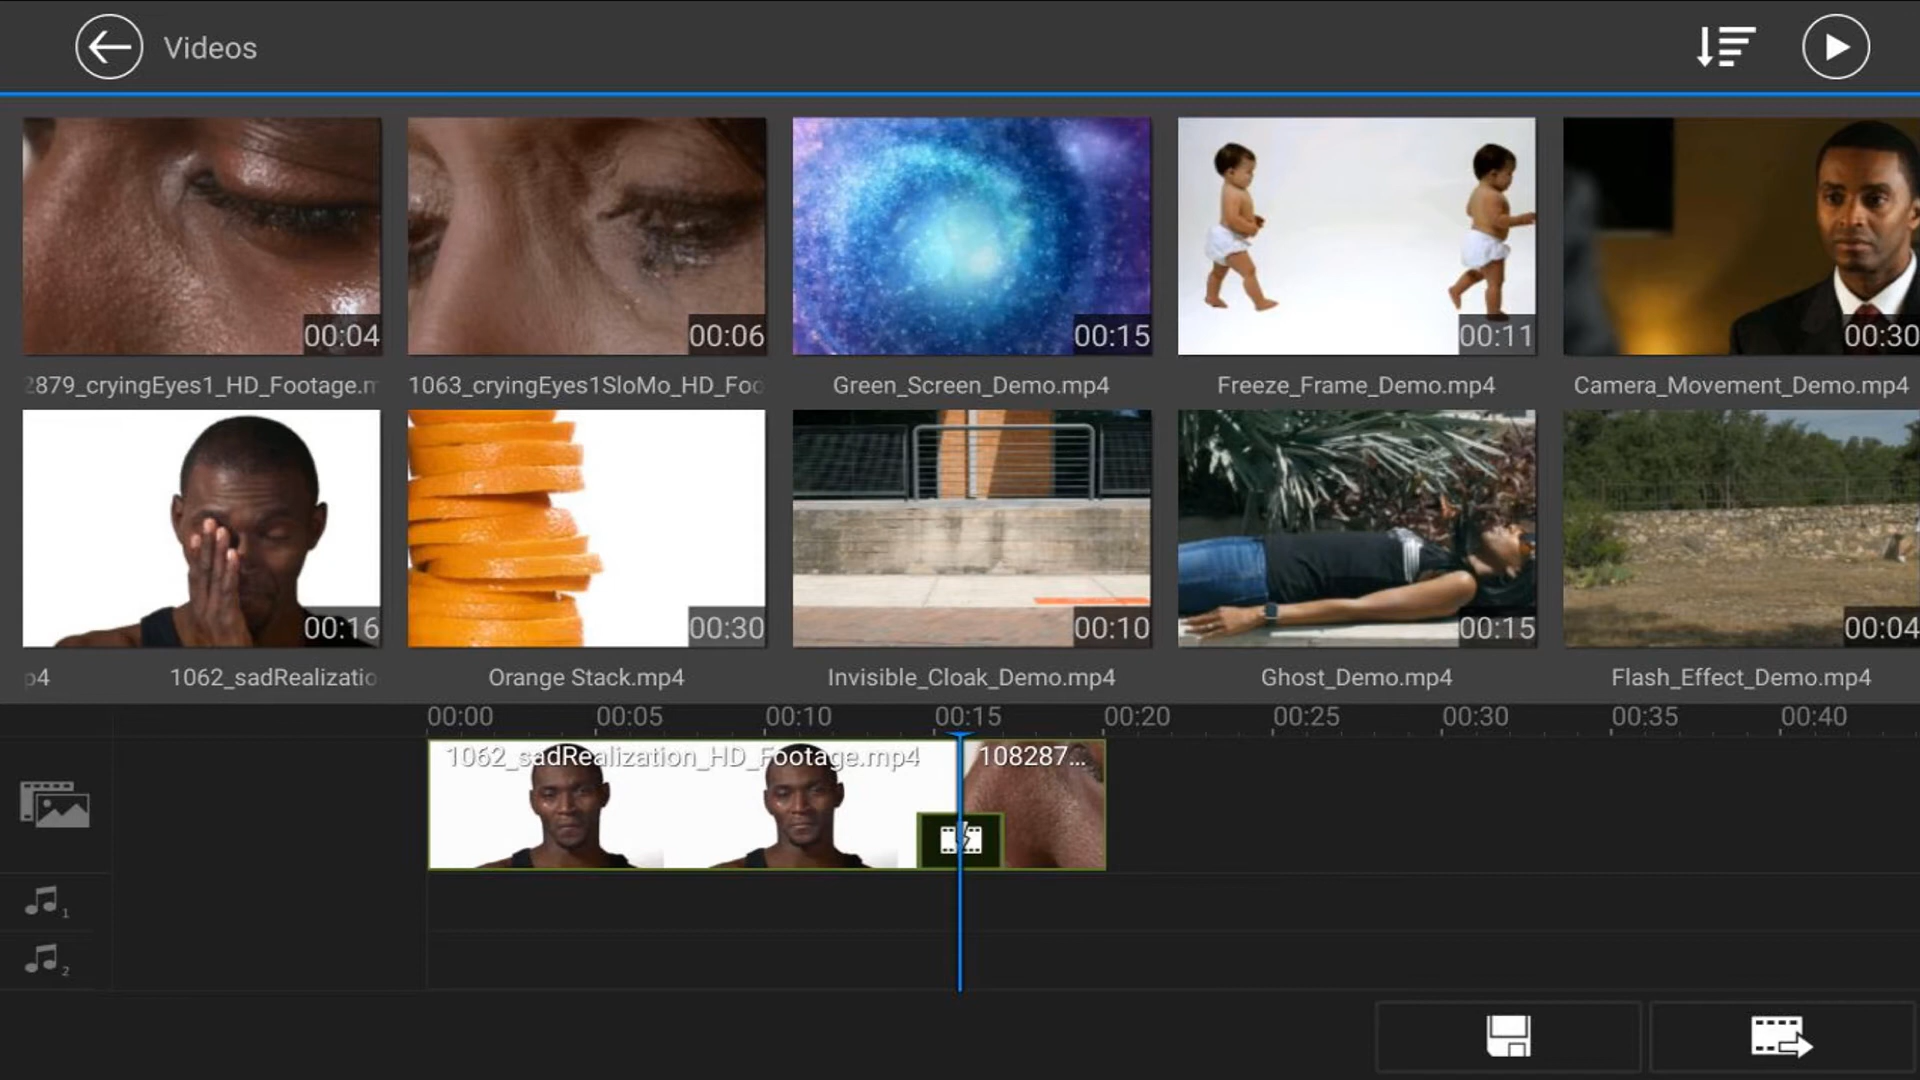 Videos
00:04
00:06
00:15
00:11
00:30
2879_cryingEyes1_HD_Footage.m
1063_cryingEyes1SloMo_HD_Foo
Green_Screen_Demo.mp4
Freeze_Frame_Demo.mp4
Camera_Movement_Demo.mp4
00:16
00:30
00:10
00:15
00:04
p4
1062_sadRealizatio
Orange Stack.mp4
Invisible_Cloak_Demo.mp4
Ghost_Demo.mp4
Flash_Effect_Demo.mp4
00:00 00:05 00:10 00:15 00:20 00:25 00:30 00:35 00:40
1062_sadRealization_HD_Footage.mp4
108287...
1
2